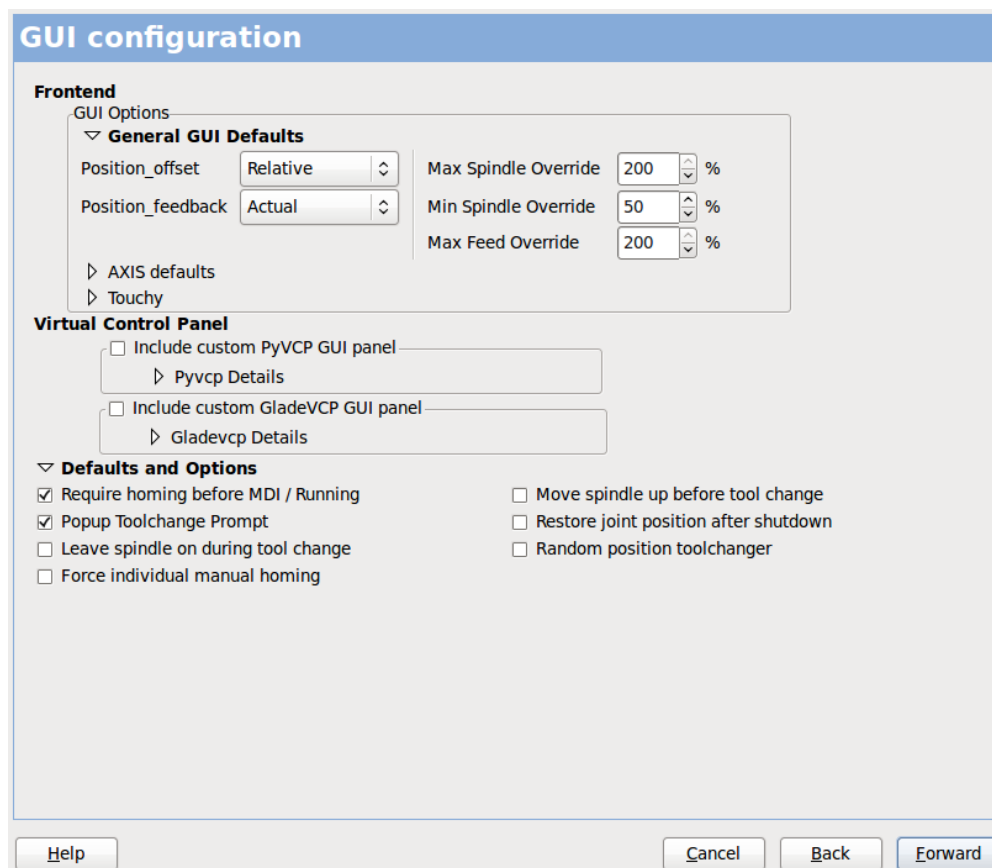 GUI configuration
Frontend
GUI Options
General GUI Defaults
Position_offset Relative Max Spindle Override 200 %
Position_feedback Actual Min Spindle Override 50 %
Max Feed Override 200 %
AXIS defaults
Touchy
Virtual Control Panel
Include custom PyVCP GUI panel
Pyvcp Details
Include custom GladeVCP GUI panel
Gladevcp Details
Defaults and Options
Require homing before MDI / Running Move spindle up before tool change
Popup Toolchange Prompt Restore joint position after shutdown
Leave spindle on during tool change Random position toolchanger
Force individual manual homing
Help Cancel Back Forward